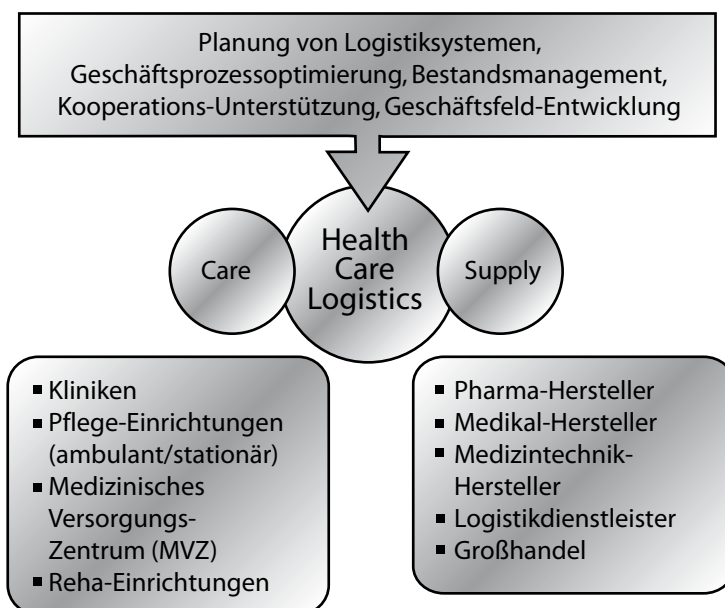 Planung von Logistiksystemen,
Geschäftsprozessoptimierung, Bestandsmanagement,
Kooperations-Unterstützung, Geschäftsfeld-Entwicklung
Care
Health
Care
Logistics
Supply
▪ Kliniken
▪ Pflege-Einrichtungen
(ambulant/stationär)
▪ Medizinisches
Versorgungs-
Zentrum (MVZ)
▪ Reha-Einrichtungen
▪ Pharma-Hersteller
▪ Medikal-Hersteller
▪ Medizintechnik-
Hersteller
▪ Logistikdienstleister
▪ Großhandel